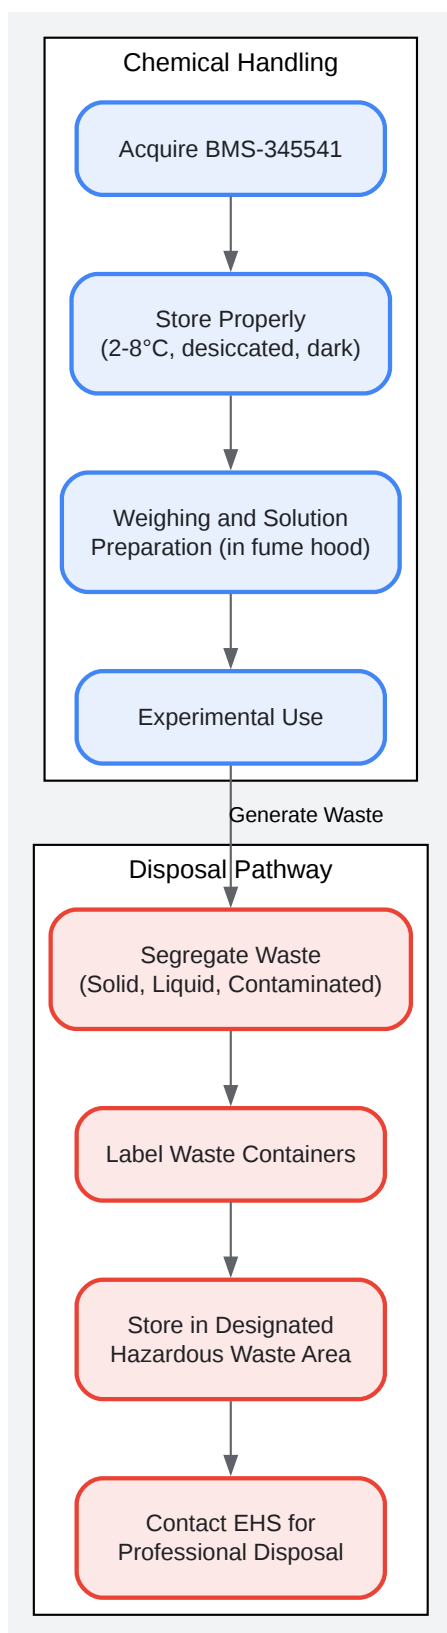 Chemical Handling
Acquire BMS-345541
Store Properly
(2-8°C, desiccated, dark)
Weighing and Solution
Preparation (in fume hood)
Experimental Use
Generate Waste
Disposal Pathway
Segregate Waste
(Solid, Liquid, Contaminated)
Label Waste Containers
Store in Designated
Hazardous Waste Area
Contact EHS for
Professional Disposal